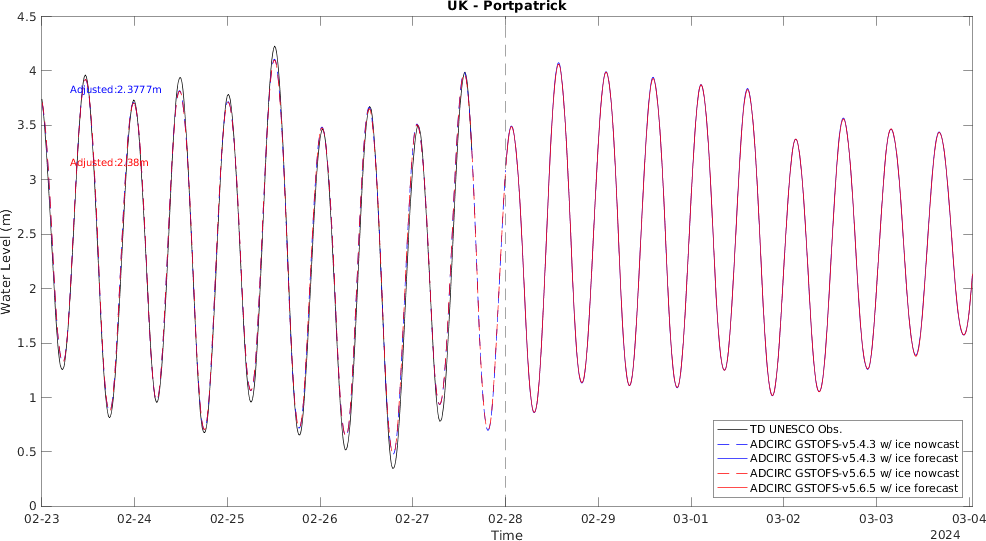 UK - Portpatrick
4.5
4
3.5
3
2.5
2
1.5
1
0.5
0
Water Level (m)
Adjusted:2.3777m
Adjusted:2.38m
TD UNESCO Obs.
ADCIRC GSTOFS-v5.4.3 w/ ice nowcast
ADCIRC GSTOFS-v5.4.3 w/ ice forecast
ADCIRC GSTOFS-v5.6.5 w/ ice nowcast
ADCIRC GSTOFS-v5.6.5 w/ ice forecast
02-23 02-24 02-25 02-26 02-27 02-28 02-29 03-01 03-02 03-03 03-04
Time
2024